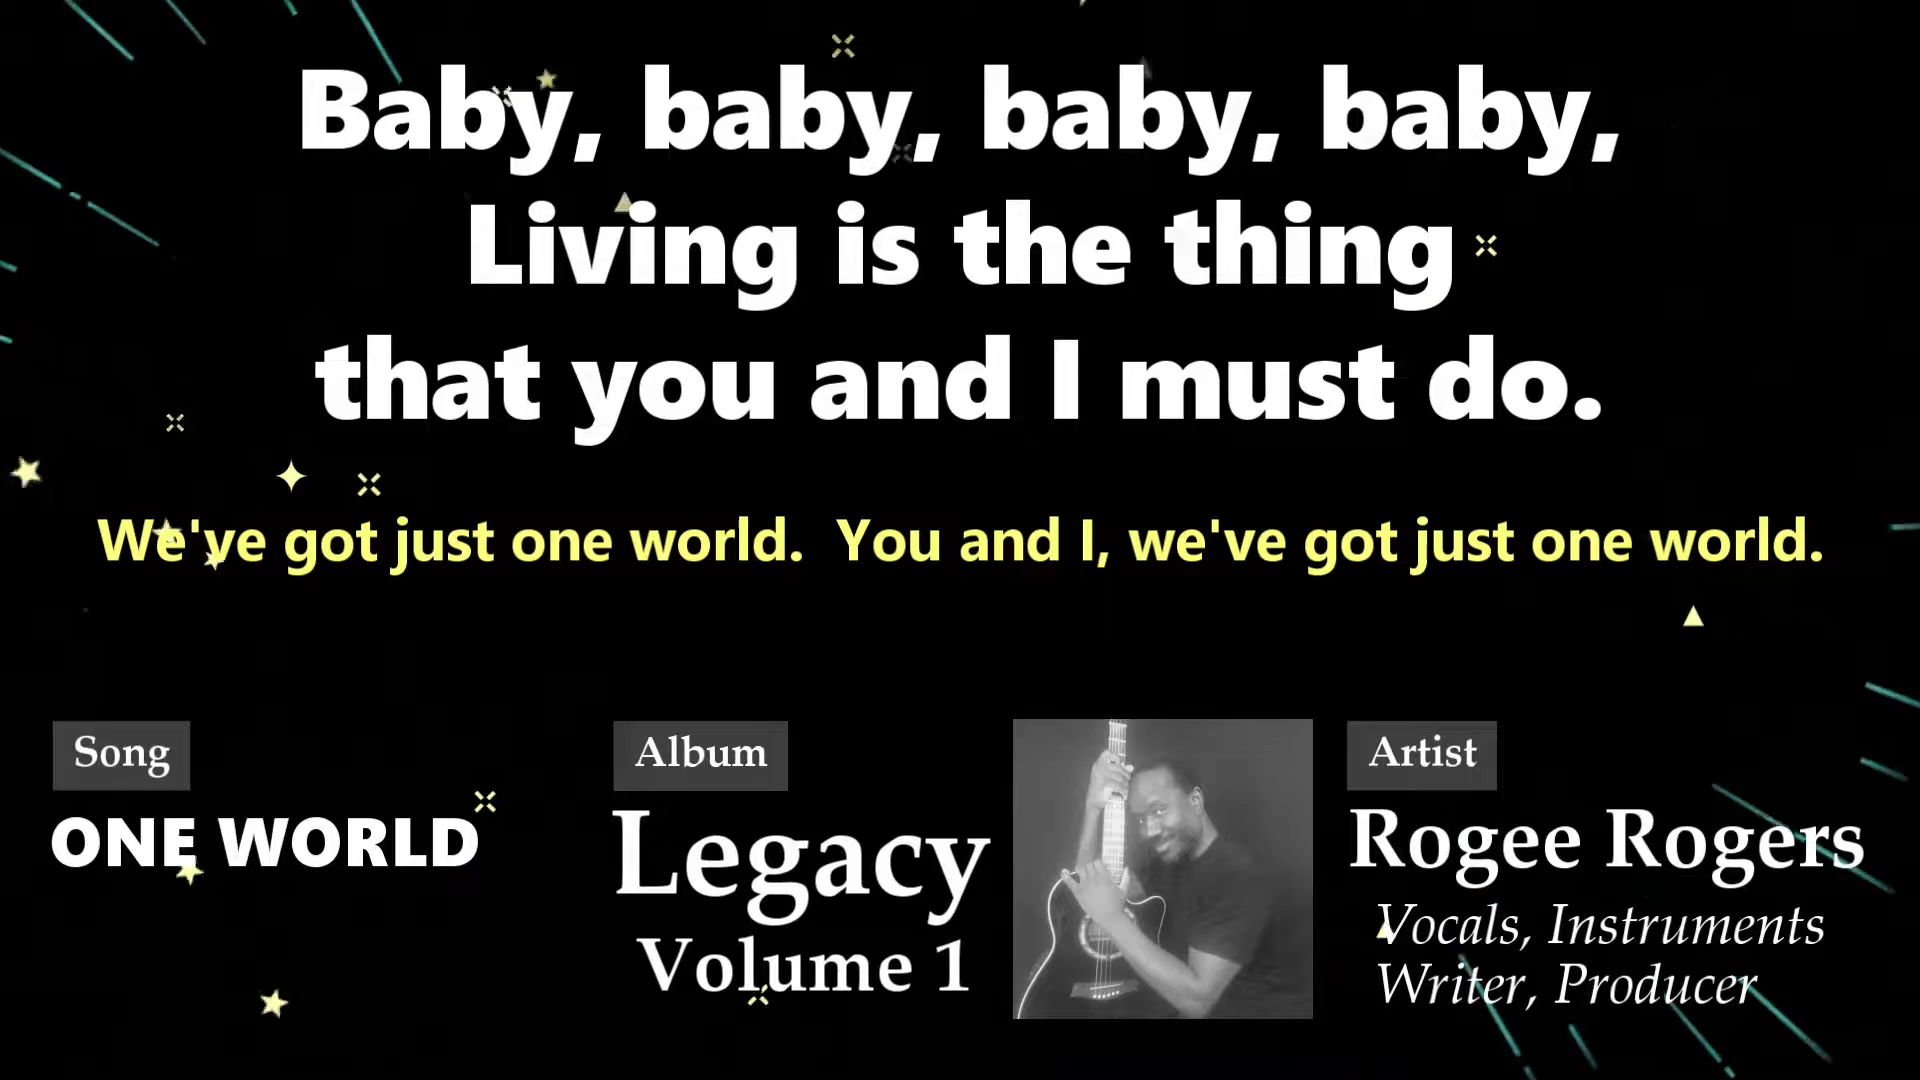 Baby, baby, baby, baby,
Living is the thing
that you and I must do.
We've got just one world.  You and I, we've got just one world.
Song
ONE WORLD
Album
Legacy
Volume 1
Artist
Rogee Rogers
Vocals, Instruments
Writer, Producer